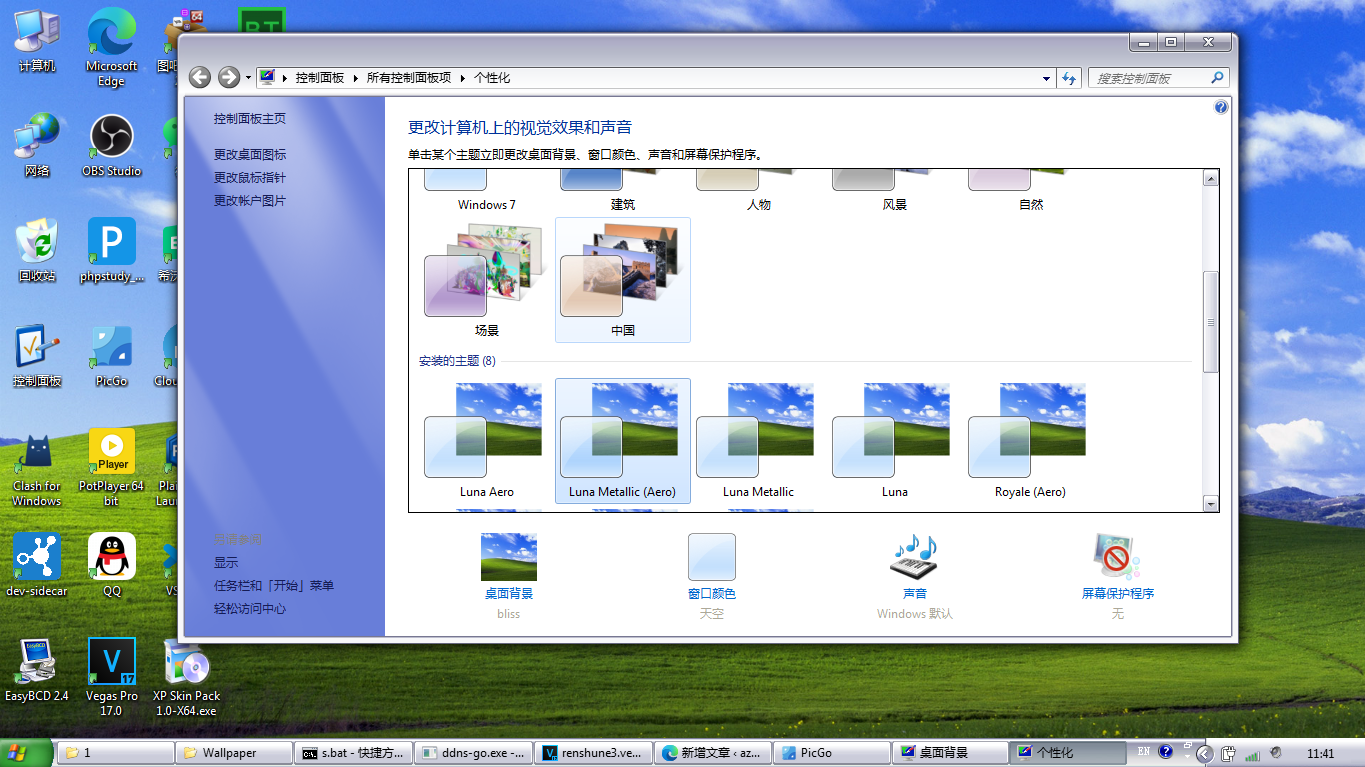 计算机
Microsoft
Edge
图吧
BT
网络
OBS Studio
回收站
P
phpstudy_...
控制面板
PicGo
Clou
Clash for
Windows
Player
PotPlayer 64
bit
Plai
Laun
dev-sidecar
QQ
VS
EasyBCD 2.4
V
17
Vegas Pro
17.0
XP Skin Pack
1.0-X64.exe
控制面板
所有控制面板项
个性化
搜索控制面板
控制面板主页
更改桌面图标
更改鼠标指针
更改帐户图片
另请参阅
显示
任务栏和「开始」菜单
轻松访问中心
更改计算机上的视觉效果和声音
单击某个主题立即更改桌面背景、窗口颜色、声音和屏幕保护程序。
Windows 7
建筑
人物
风景
自然
场景
中国
安装的主题 (8)
Luna Aero
Luna Metallic (Aero)
Luna Metallic
Luna
Royale (Aero)
桌面背景
bliss
窗口颜色
天空
声音
Windows 默认
屏幕保护程序
无
1
Wallpaper
s.bat - 快捷方...
ddns-go.exe -...
renshune3.ve...
新增文章 ‹ az...
PicGo
桌面背景
个性化
EN
11:41